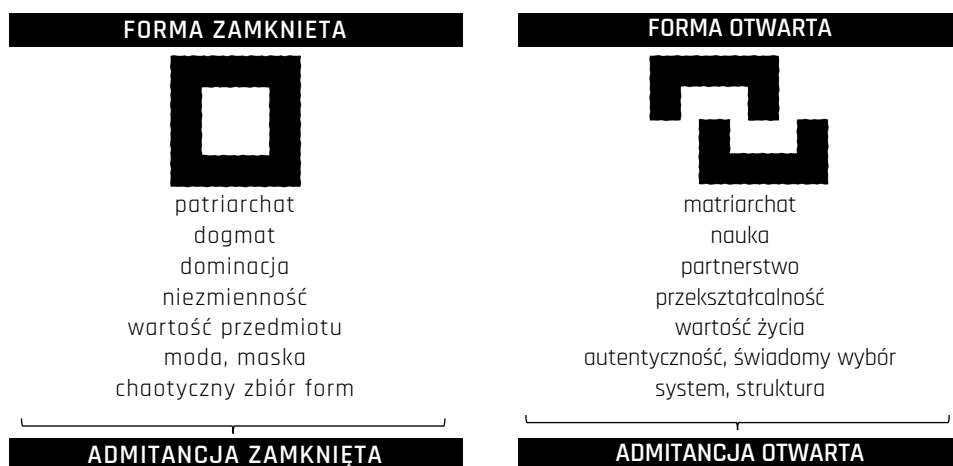 FORMA ZAMKNIETA
patriarchat
dogmat
dominacja
niezmienność
wartość przedmiotu
moda, maska
chaotyczny zbiór form
ADMITANCJA ZAMKNIĘTA
FORMA OTWARTA
matriarchat
nauka
partnerstwo
przekształcalność
wartość życia
autentyczność, świadomy wybór
system, struktura
ADMITANCJA OTWARTA